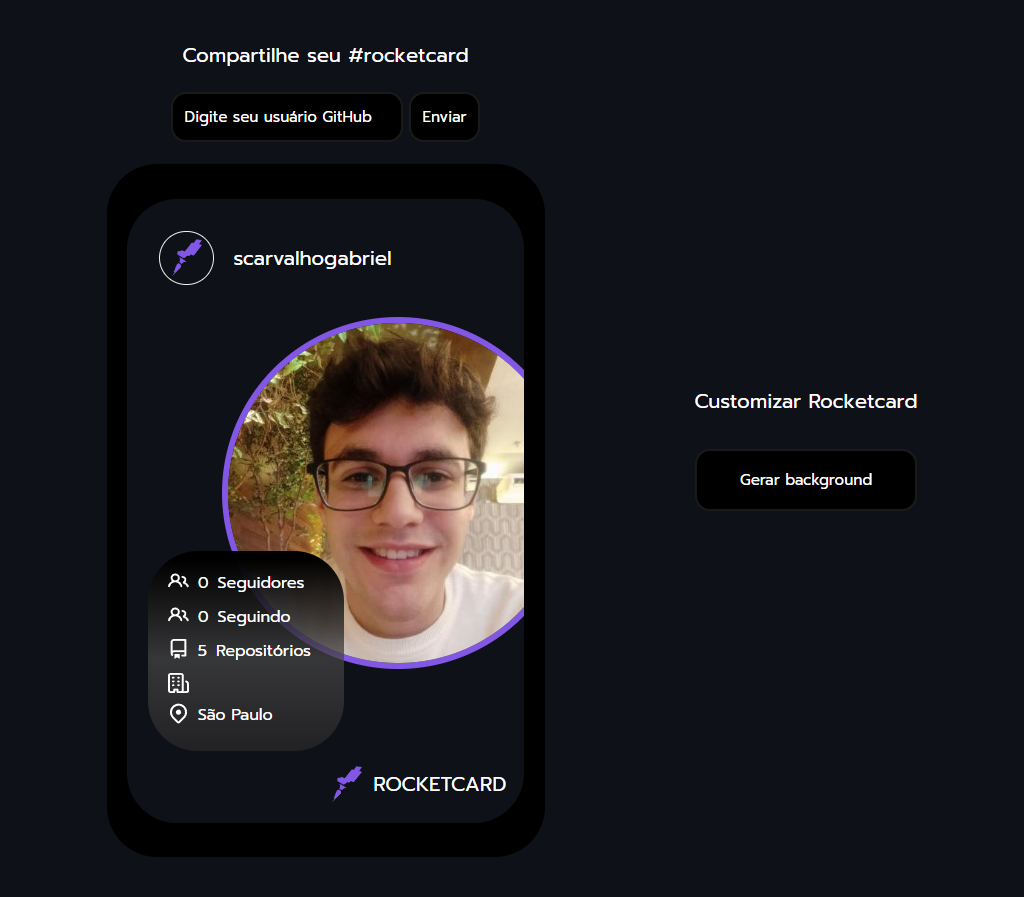 Compartilhe seu #rocketcard
Digite seu usuário GitHub
Enviar
scarvalhogabriel
0 Seguidores
0 Seguindo
5 Repositórios
São Paulo
ROCKETCARD
Customizar Rocketcard
Gerar background